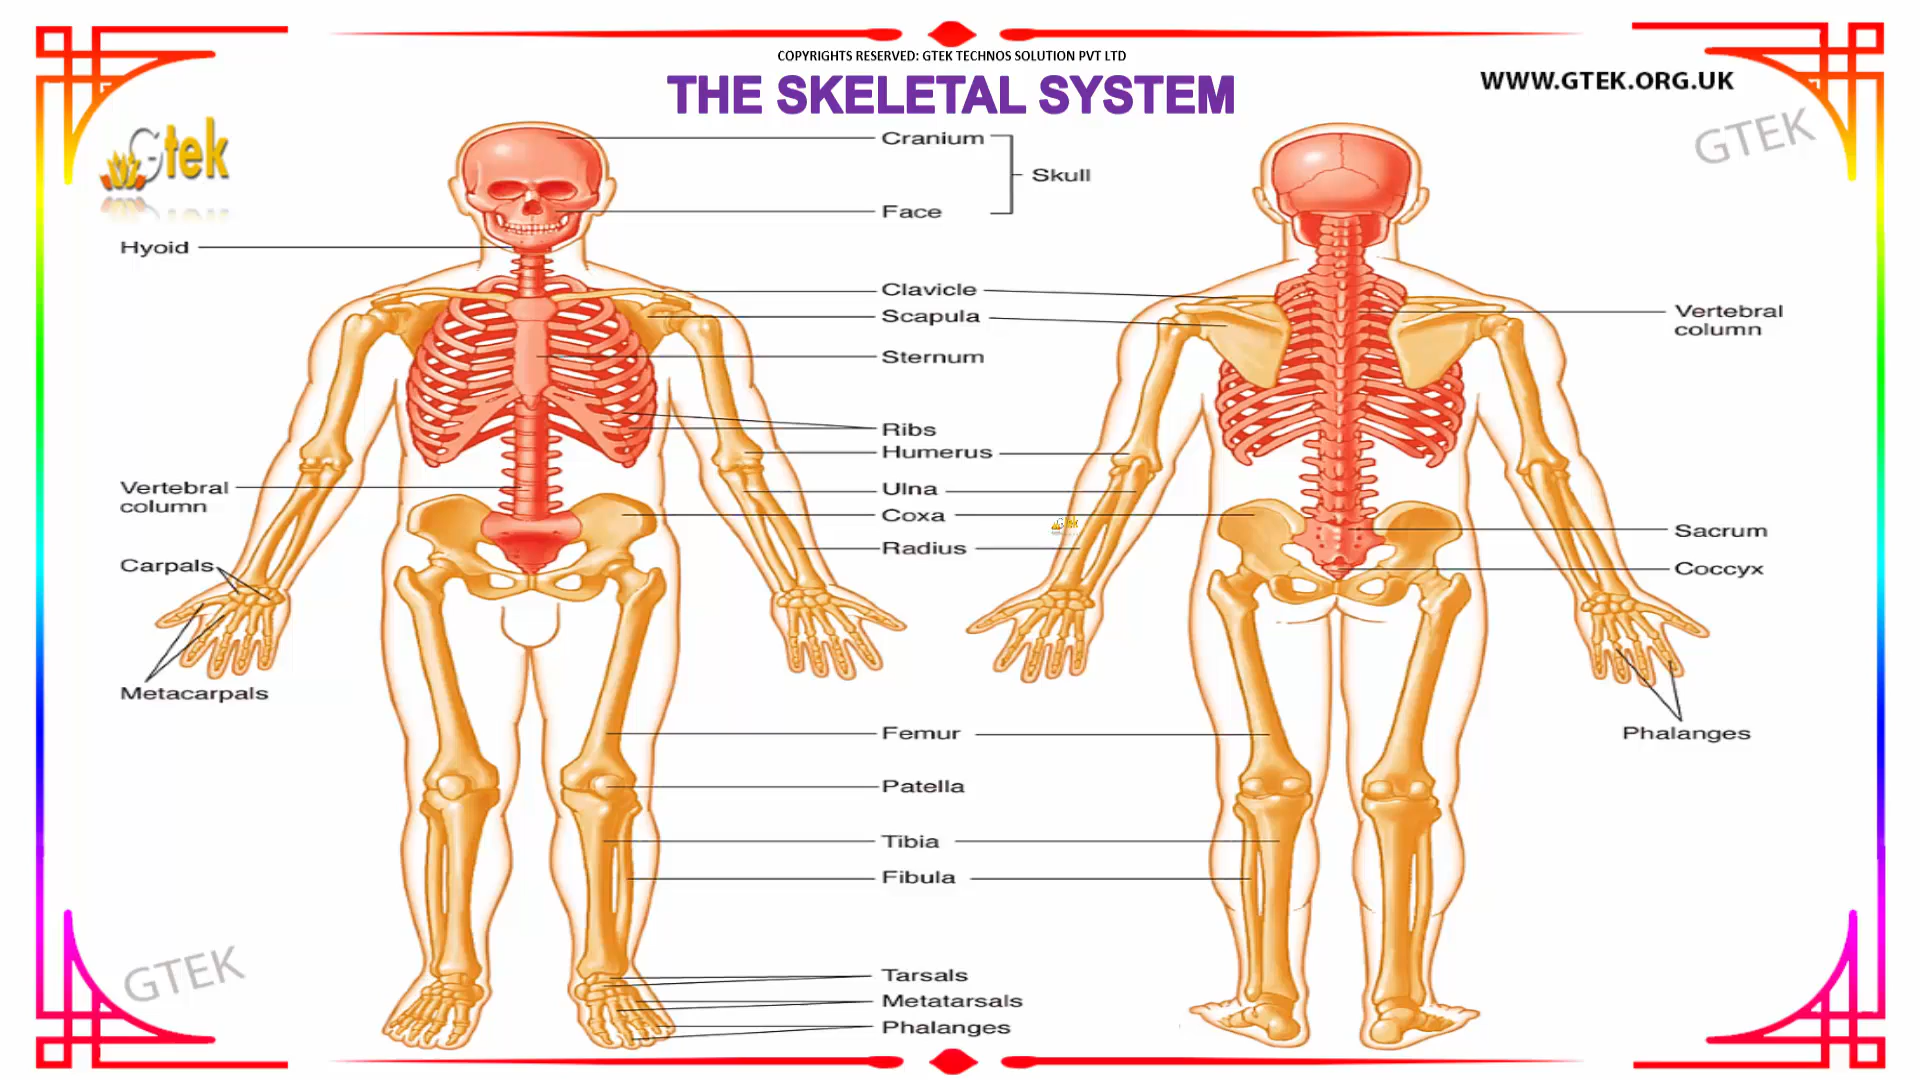 COPYRIGHTS RESERVED: GTEK TECHNOS SOLUTION PVT LTD
THE SKELETAL SYSTEM
WWW.GTEK.ORG.UK
GTEK
Gtek
Cranium
Skull
Face
Hyoid
Clavicle
Scapula
Vertebral
column
Sternum
Ribs
Humerus
Vertebral
column
Ulna
Coxa
Gtek
Sacrum
Radius
Carpals
Coccyx
Metacarpals
Femur
Phalanges
Patella
Tibia
Fibula
GTEK
Tarsals
Metatarsals
Phalanges